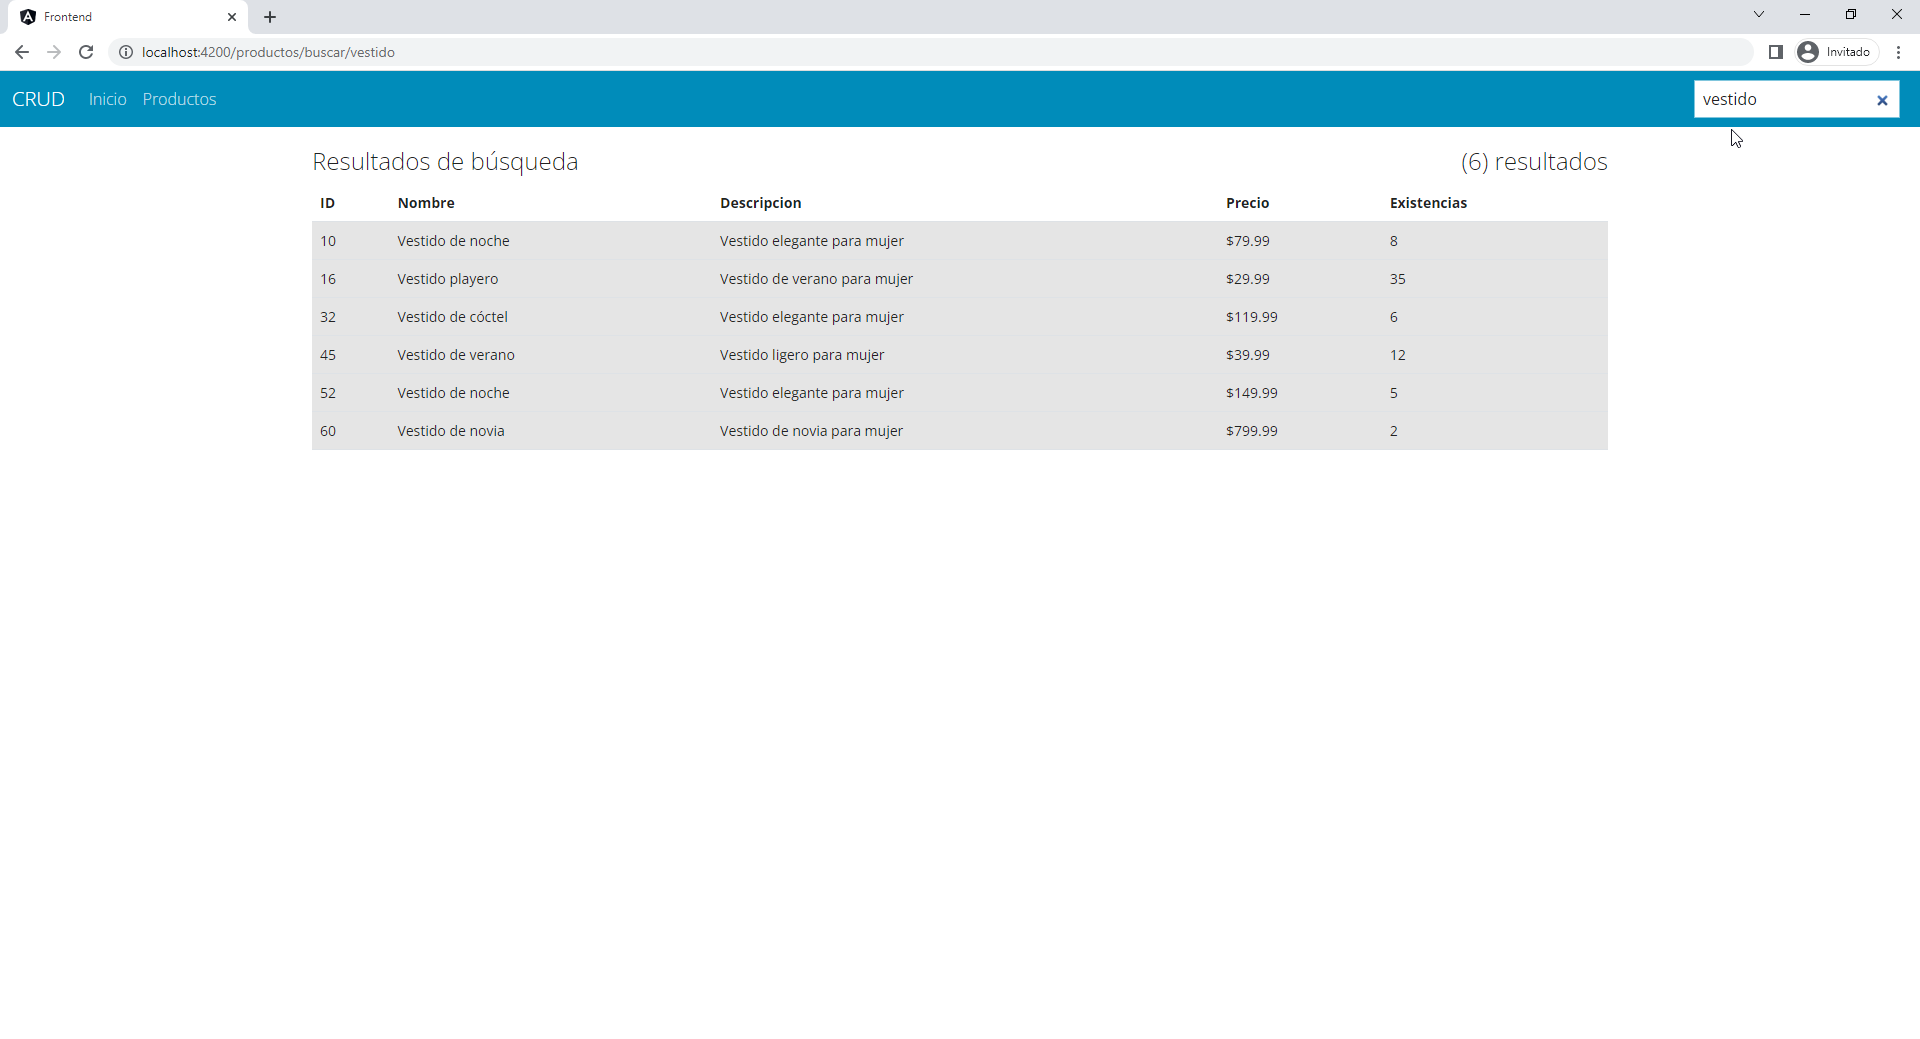 Frontend
localhost:4200/productos/buscar/vestido
Invitado
CRUD Inicio Productos vestido
Resultados de búsqueda (6) resultados
ID Nombre Descripcion Precio Existencias
10 Vestido de noche Vestido elegante para mujer $79.99 8
16 Vestido playero Vestido de verano para mujer $29.99 35
32 Vestido de cóctel Vestido elegante para mujer $119.99 6
45 Vestido de verano Vestido ligero para mujer $39.99 12
52 Vestido de noche Vestido elegante para mujer $149.99 5
60 Vestido de novia Vestido de novia para mujer $799.99 2